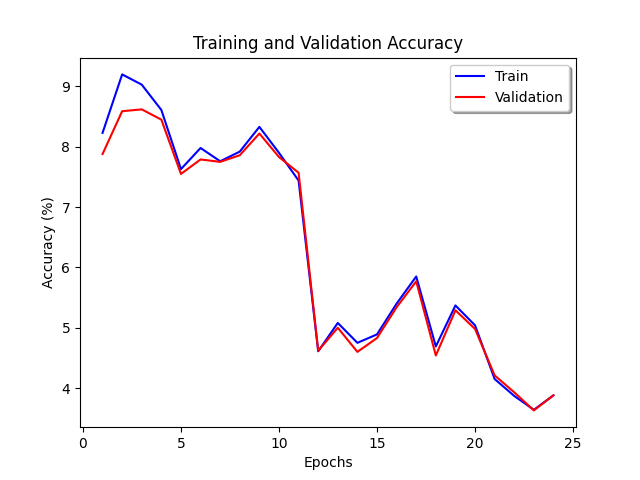 Training and Validation Accuracy
Train
Validation
9
8
7
6
5
4
Accuracy (%)
0 5 10 15 20 25
Epochs